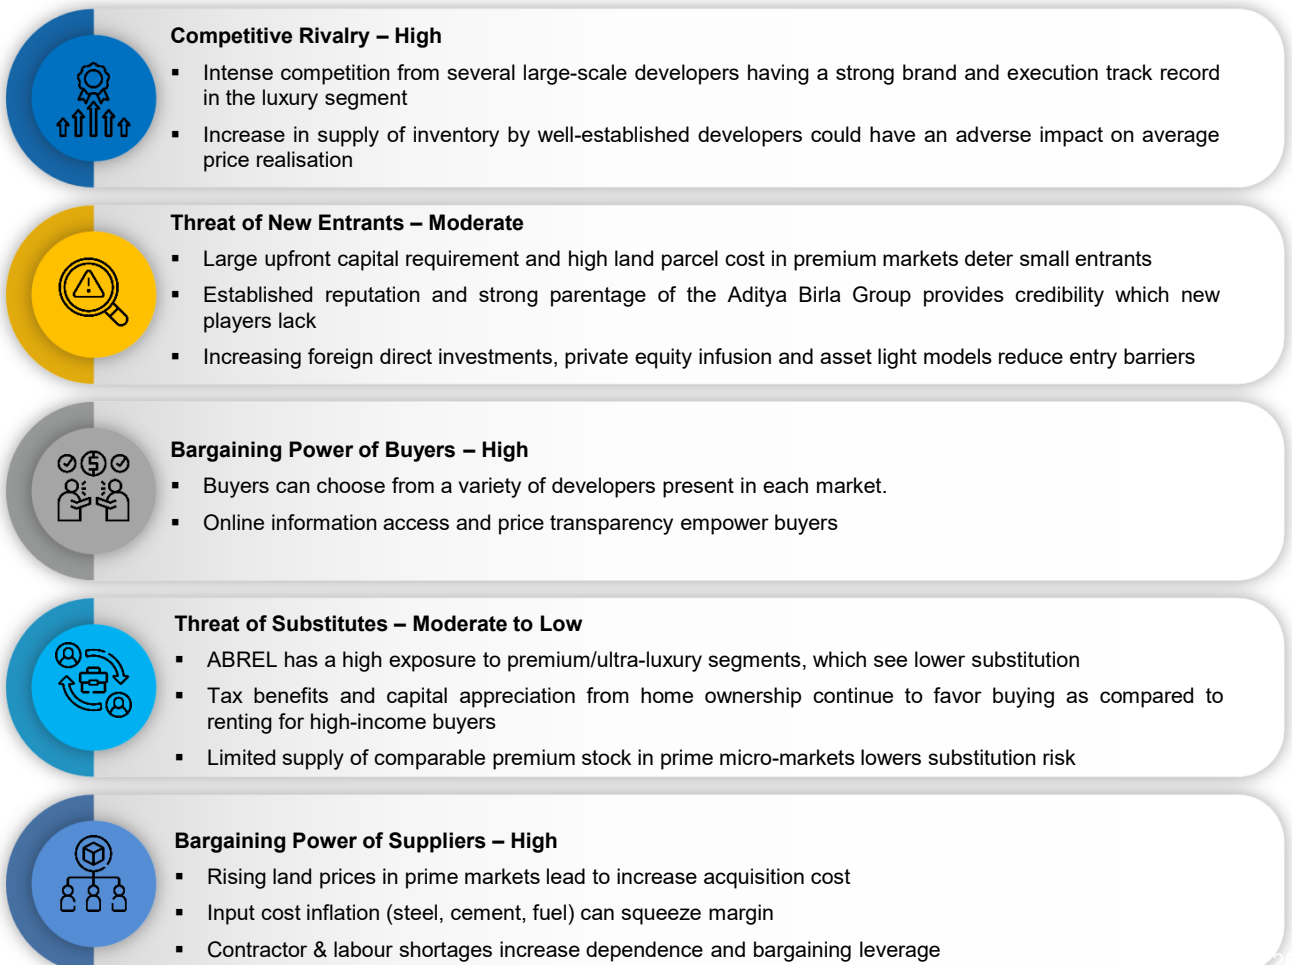 Competitive Rivalry – High
▪ Intense competition from several large-scale developers having a strong brand and execution track record
in the luxury segment
▪ Increase in supply of inventory by well-established developers could have an adverse impact on average
price realisation
Threat of New Entrants – Moderate
▪ Large upfront capital requirement and high land parcel cost in premium markets deter small entrants
▪ Established reputation and strong parentage of the Aditya Birla Group provides credibility which new
players lack
▪ Increasing foreign direct investments, private equity infusion and asset light models reduce entry barriers
Bargaining Power of Buyers – High
▪ Buyers can choose from a variety of developers present in each market.
▪ Online information access and price transparency empower buyers
Threat of Substitutes – Moderate to Low
▪ ABREL has a high exposure to premium/ultra-luxury segments, which see lower substitution
▪ Tax benefits and capital appreciation from home ownership continue to favor buying as compared to
renting for high-income buyers
▪ Limited supply of comparable premium stock in prime micro-markets lowers substitution risk
Bargaining Power of Suppliers – High
▪ Rising land prices in prime markets lead to increase acquisition cost
▪ Input cost inflation (steel, cement, fuel) can squeeze margin
▪ Contractor & labour shortages increase dependence and bargaining leverage